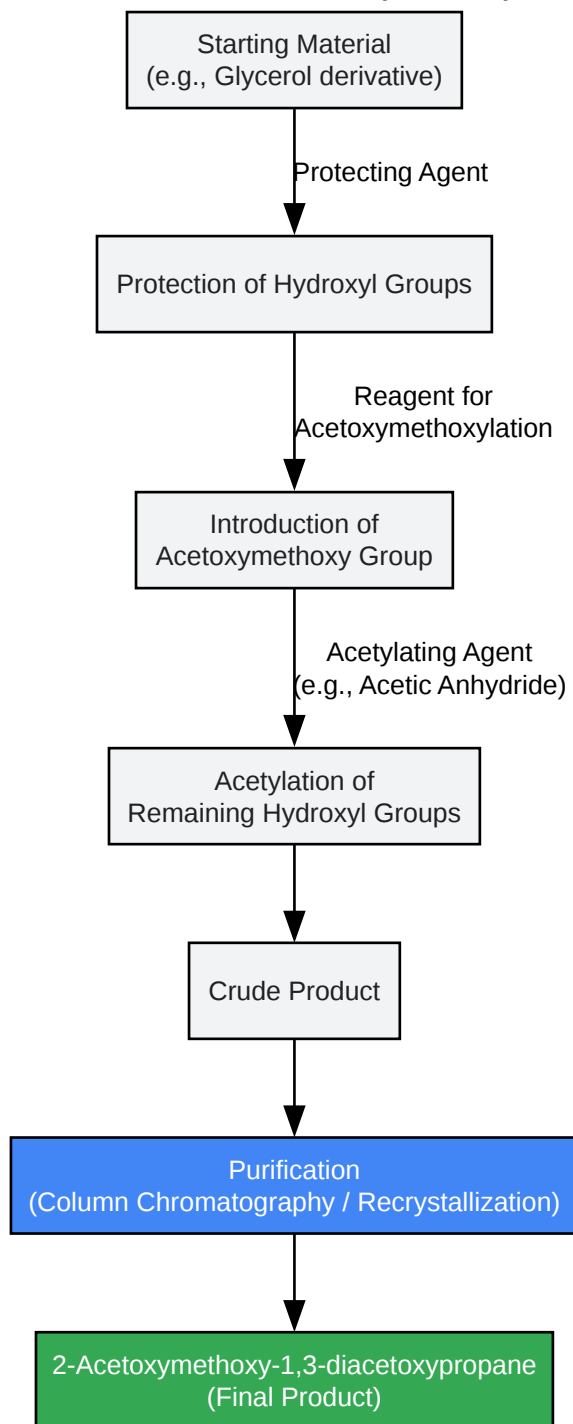 Starting Material
(e.g., Glycerol derivative)
Protecting Agent
Protection of Hydroxyl Groups
Reagent for
Acetoxymethoxylation
Introduction of
Acetoxymethoxy Group
Acetylating Agent
(e.g., Acetic Anhydride)
Acetylation of
Remaining Hydroxyl Groups
Crude Product
Purification
(Column Chromatography / Recrystallization)
2-Acetoxymethoxy-1,3-diacetoxypropane
(Final Product)